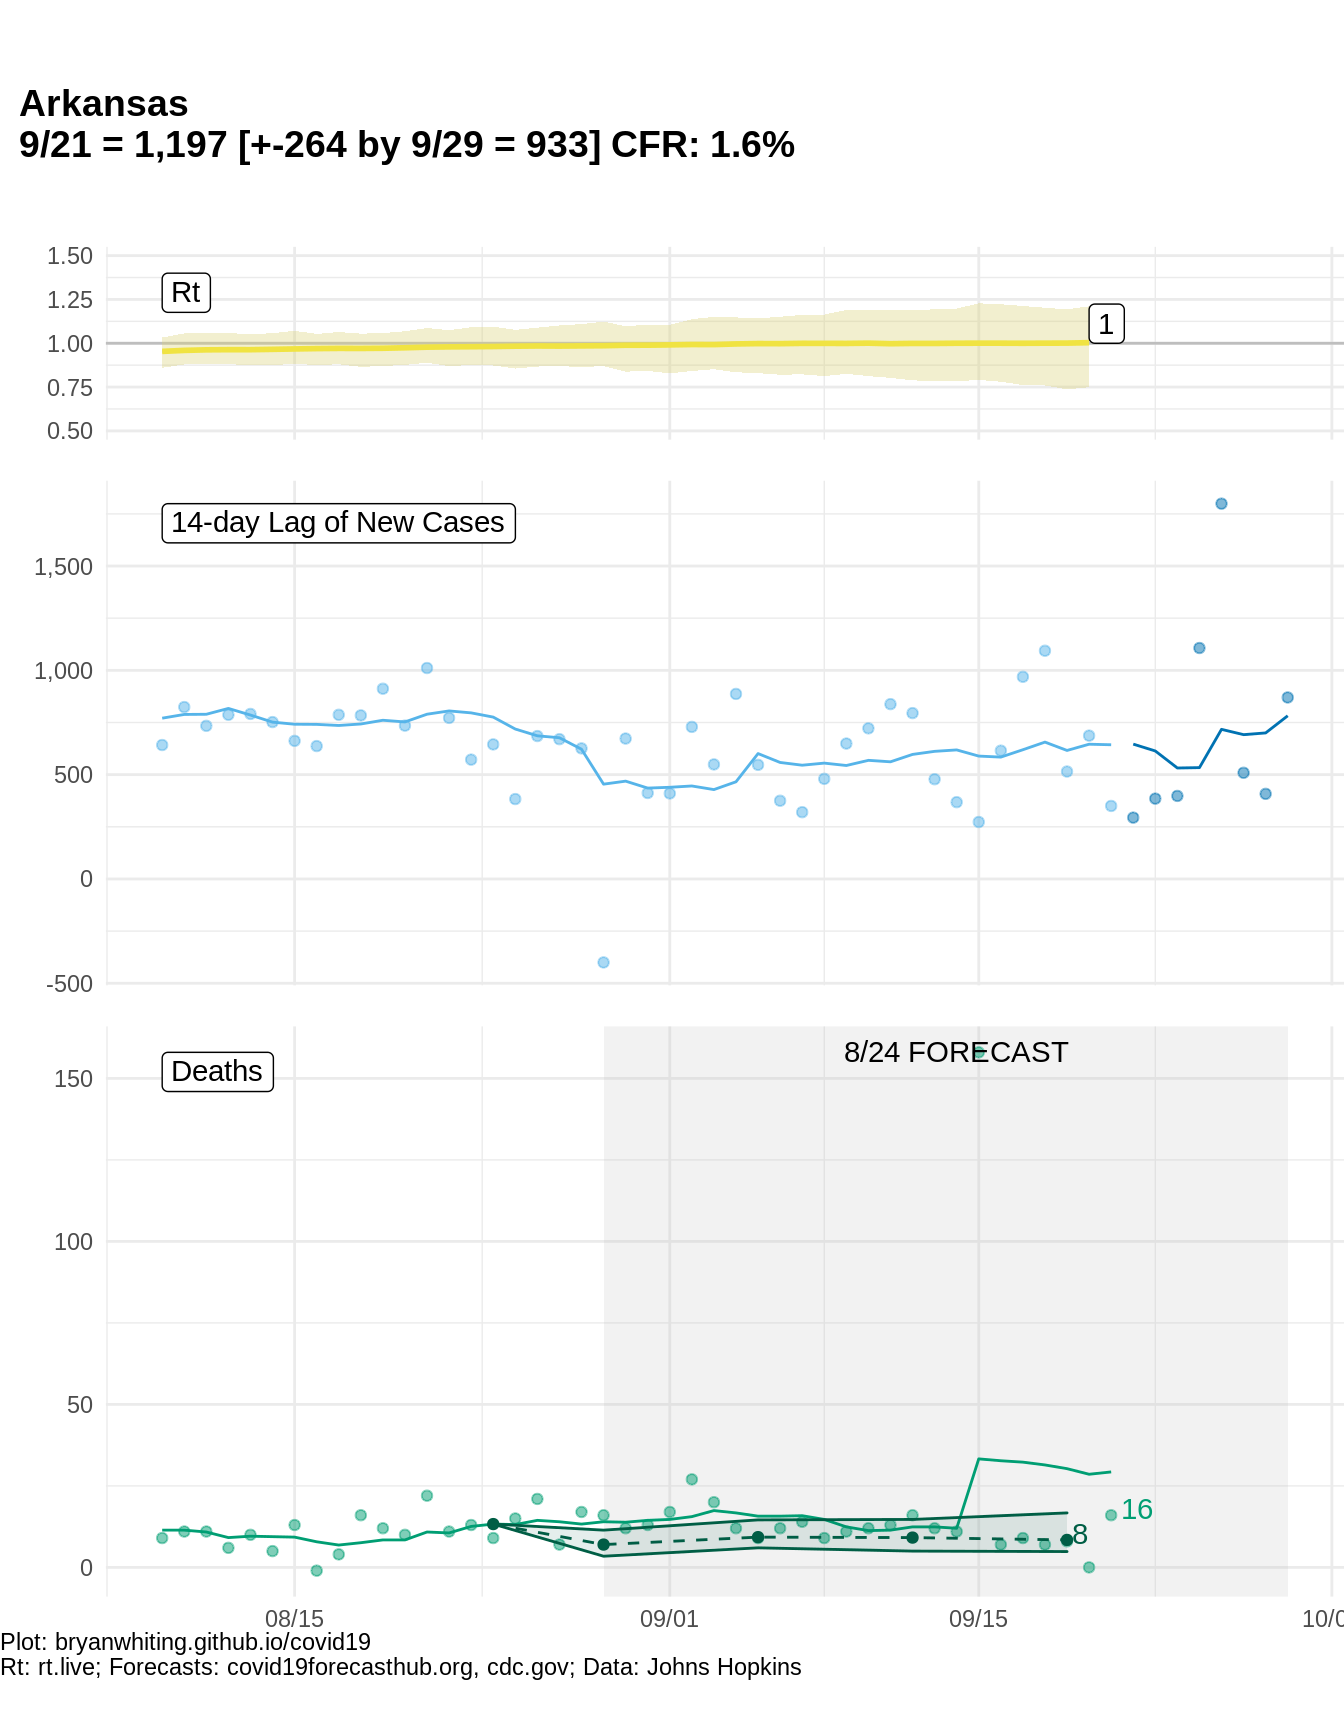 Arkansas
9/21 = 1,197 [+-264 by 9/29 = 933] CFR: 1.6%
1.50
Rt
1.25
1
1.00
0.75
0.50
14-day Lag of New Cases
1,500
1,000
500
0
-500
8/24 FORECAST
Deaths
150
100
50
16
8
0
08/15
09/01
09/15
10/0
Plot: bryanwhiting.github.io/covid19
Rt: rt.live; Forecasts: covid19forecasthub.org, cdc.gov; Data: Johns Hopkins